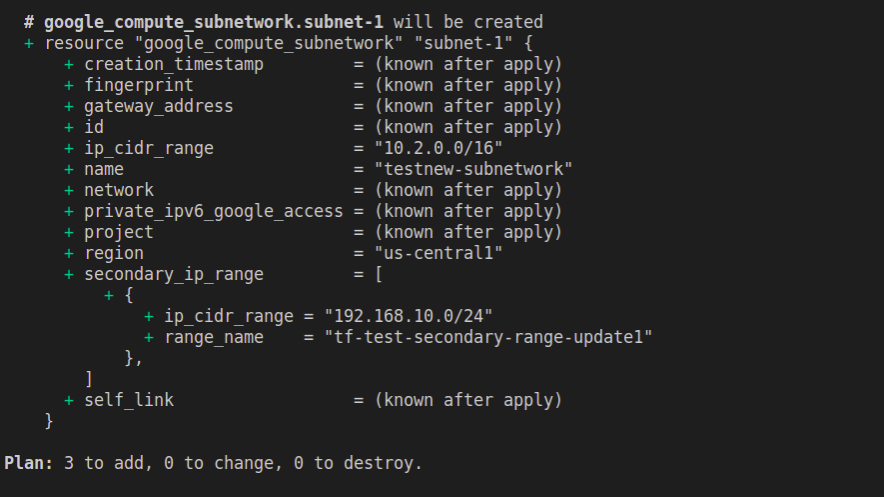 # google_compute_subnetwork.subnet-1 will be created
+ resource "google_compute_subnetwork" "subnet-1" {
+ creation_timestamp = (known after apply)
+ fingerprint = (known after apply)
+ gateway_address = (known after apply)
+ id = (known after apply)
+ ip_cidr_range = "10.2.0.0/16"
+ name = "testnew-subnetwork"
+ network = (known after apply)
+ private_ipv6_google_access = (known after apply)
+ project = (known after apply)
+ region = "us-central1"
+ secondary_ip_range = [
+ {
+ ip_cidr_range = "192.168.10.0/24"
+ range_name = "tf-test-secondary-range-update1"
},
]
+ self_link = (known after apply)
}
Plan: 3 to add, 0 to change, 0 to destroy.